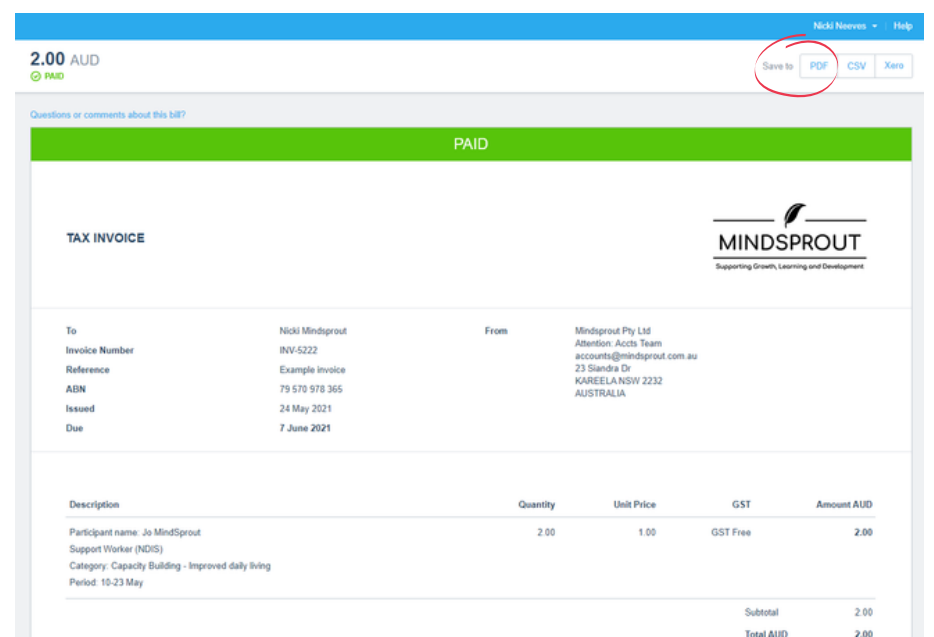 Nicki Neeves
Help
2.00 AUD
PAID
Save to PDF CSV Xero
Questions or comments about this bill?
PAID
TAX INVOICE
MINDSPROUT
Supporting Growth, Learning and Development
To Nicki Mindsprout
Invoice Number INV-5222
Reference Example invoice
ABN 79 570 978 365
Issued 24 May 2021
Due 7 June 2021
From Mindsprout Pty Ltd
Attention: Accts Team
accounts@mindsprout.com.au
23 Siandra Dr
KAREELA NSW 2232
AUSTRALIA
Description Quantity Unit Price GST Amount AUD
Participant name: Jo MindSprout 2.00 1.00 GST Free 2.00
Support Worker (NDIS)
Category: Capacity Building - Improved daily living
Period: 10-23 May
Subtotal 2.00
Total AUD 2.00